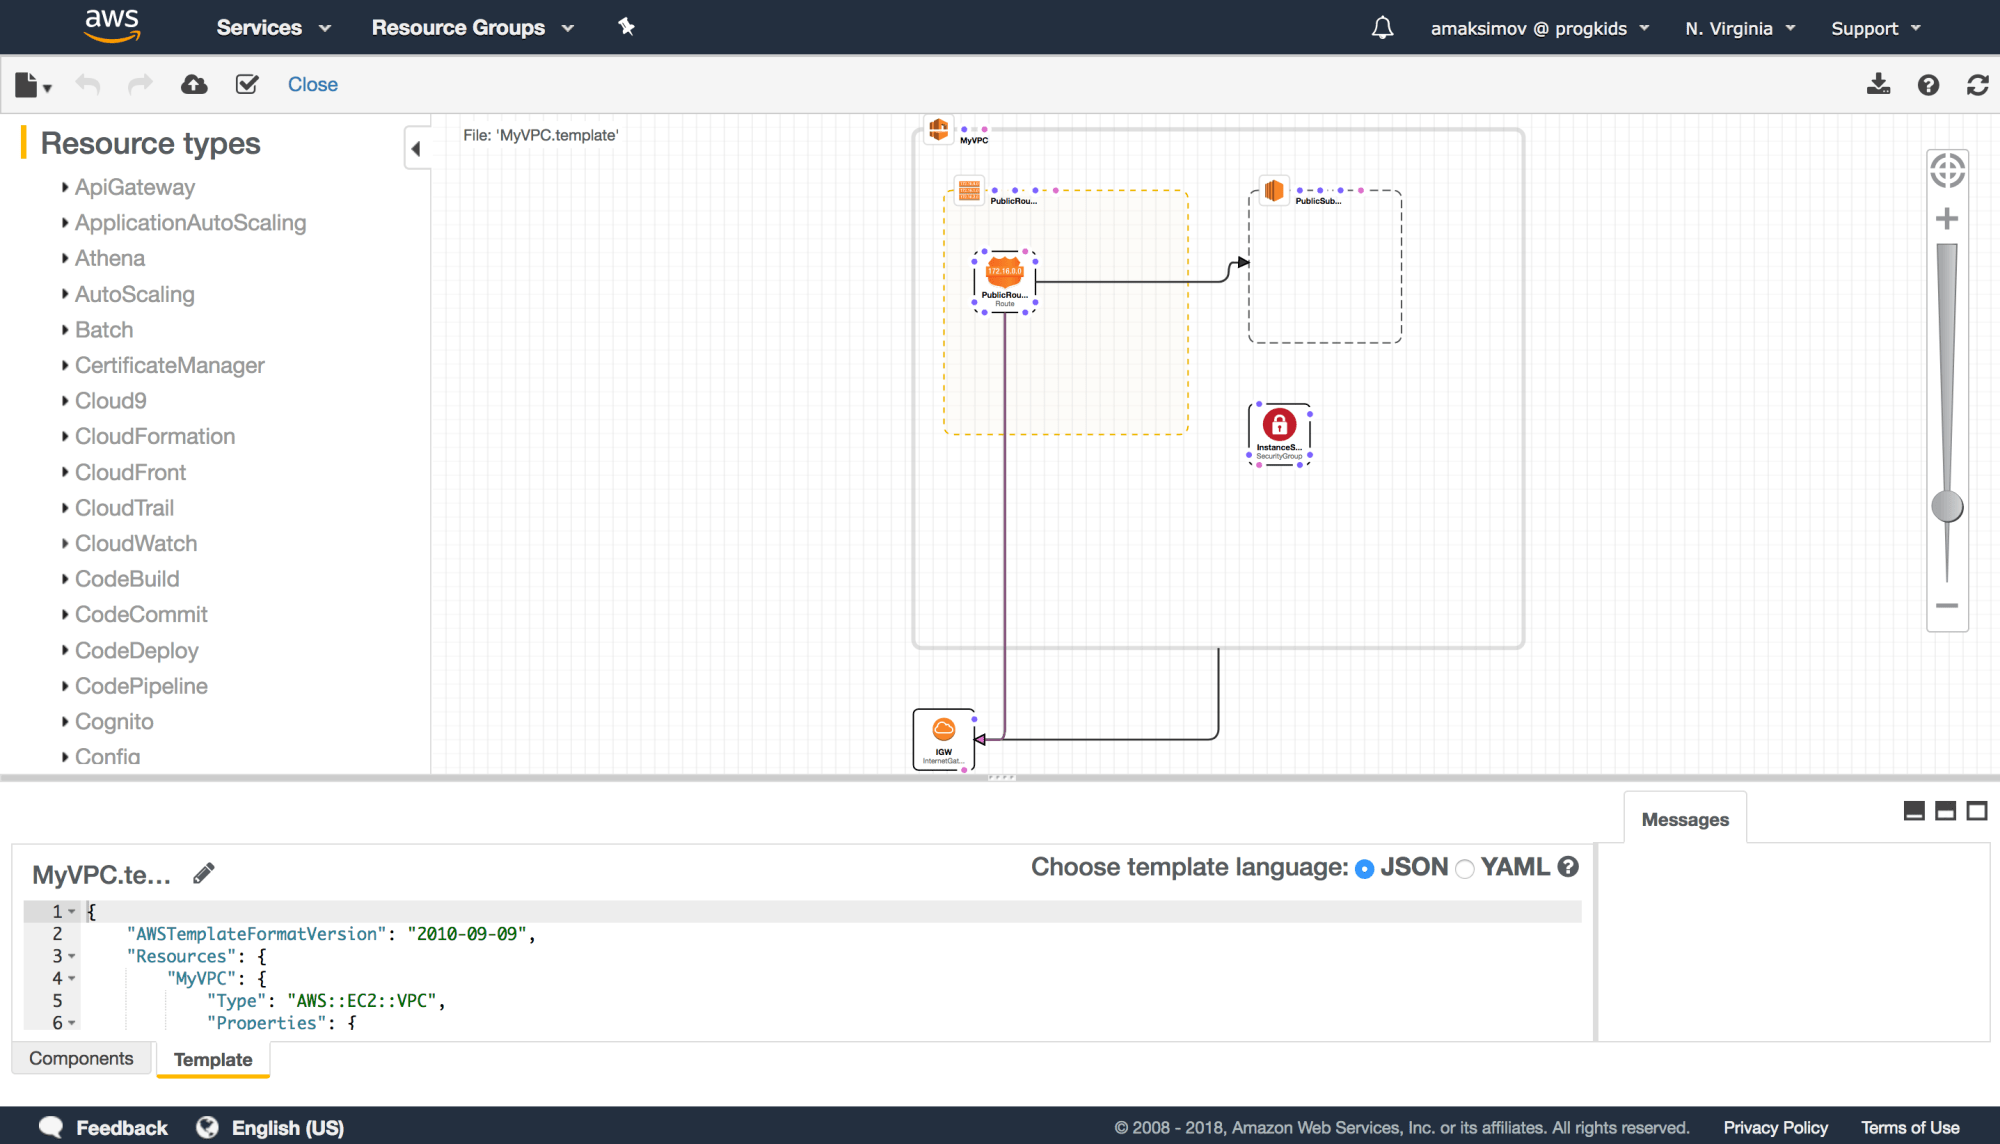 aws Services Resource Groups amaksimov @ progkids N. Virginia Support
Close
Resource types
ApiGateway
ApplicationAutoScaling
Athena
AutoScaling
Batch
CertificateManager
Cloud9
CloudFormation
CloudFront
CloudTrail
CloudWatch
CodeBuild
CodeCommit
CodeDeploy
CodePipeline
Cognito
Config
File: 'MyVPC.template'
MyVPC
PublicRou...
PublicSub...
172.16.0.0
PublicRou...
Route
InstanceS...
SecurityGroup
IGW
InternetGat...
Messages
MyVPC.te...
Choose template language: JSON YAML
1 {
2 "AWSTemplateFormatVersion": "2010-09-09",
3 "Resources": {
4 "MyVPC": {
5 "Type": "AWS::EC2::VPC",
6 "Properties": {
Components Template
Feedback English (US) © 2008 - 2018, Amazon Web Services, Inc. or its affiliates. All rights reserved. Privacy Policy Terms of Use